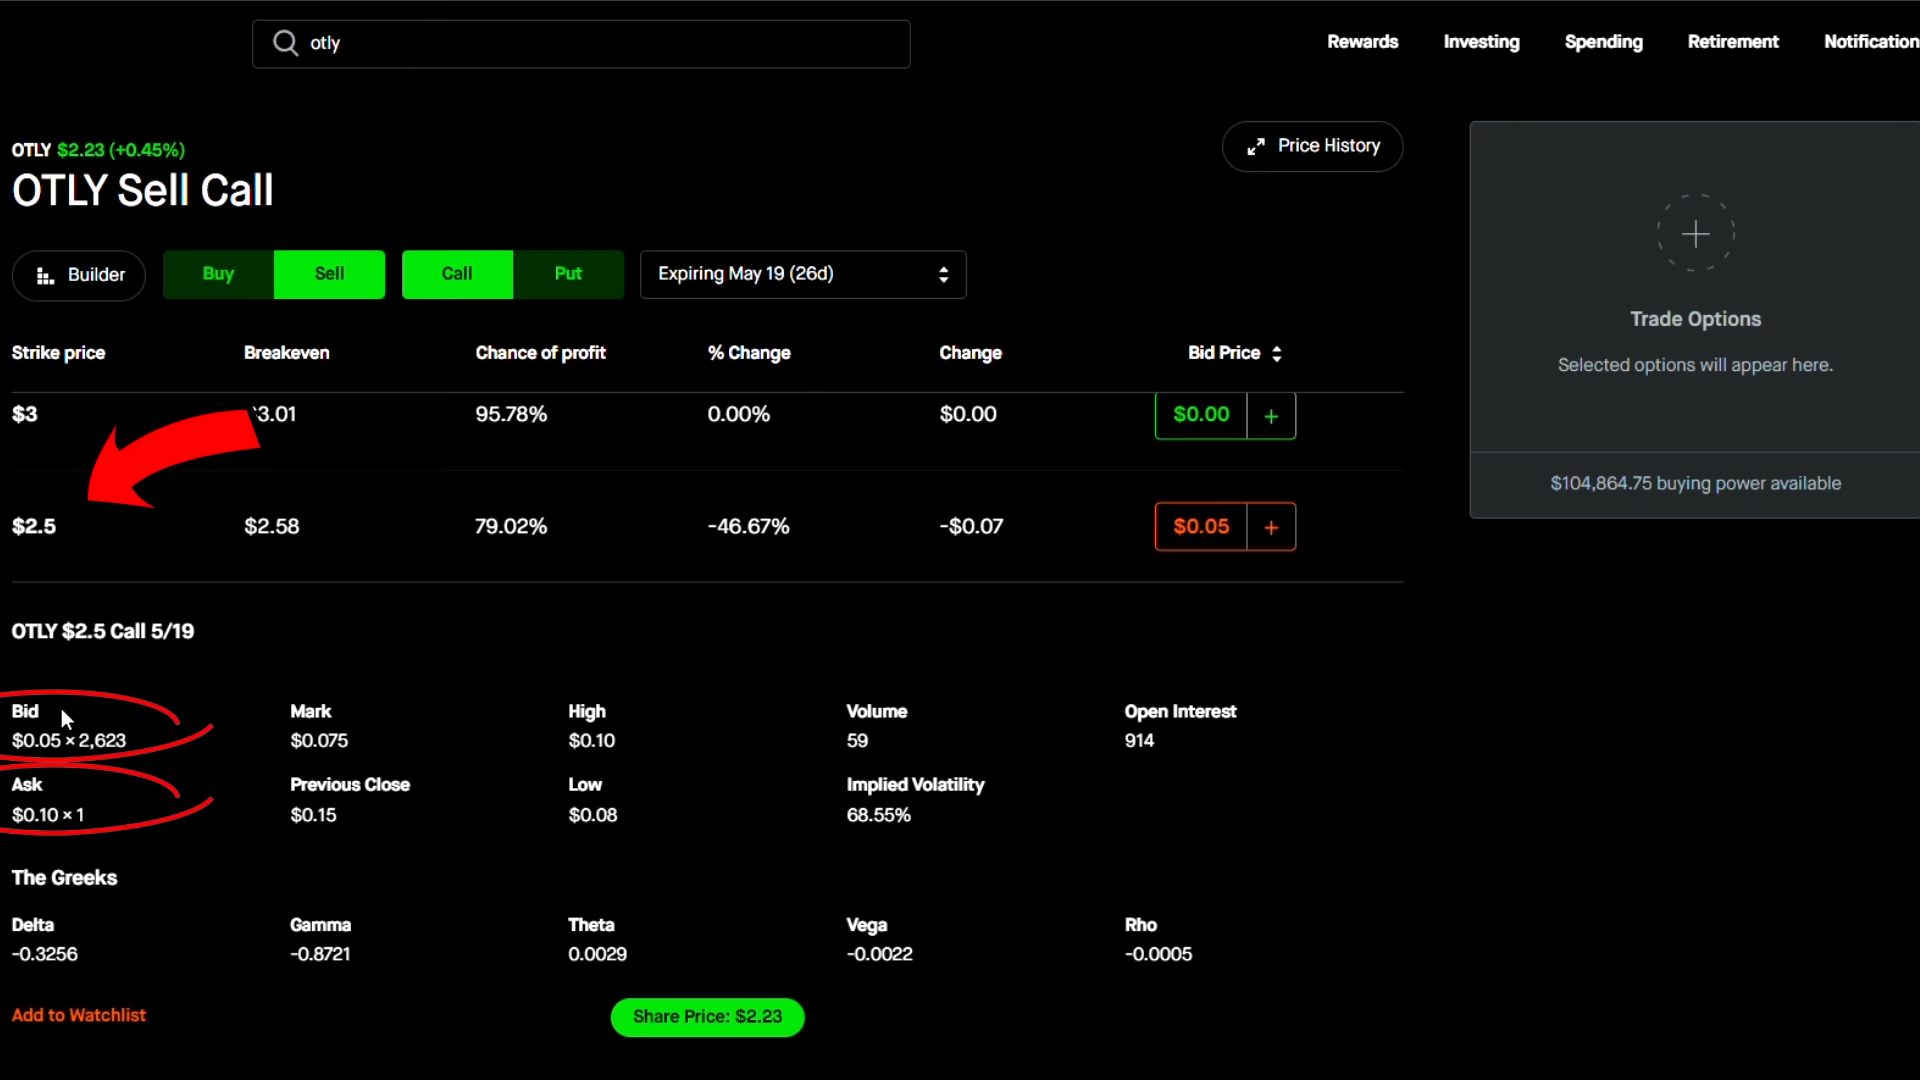 otly
Rewards Investing Spending Retirement Notification
OTLY $2.23 (+0.45%)
Price History
OTLY Sell Call
Builder Buy Sell Call Put Expiring May 19 (26d)
Trade Options
Selected options will appear here.
$104,864.75 buying power available
Strike price Breakeven Chance of profit % Change Change Bid Price
$3 3.01 95.78% 0.00% $0.00 $0.00 +
$2.5 $2.58 79.02% -46.67% -$0.07 $0.05 +
OTLY $2.5 Call 5/19
Bid Mark High Volume Open Interest
$0.05 × 2,623 $0.075 $0.10 59 914
Ask Previous Close Low Implied Volatility
$0.10 × 1 $0.15 $0.08 68.55%
The Greeks
Delta Gamma Theta Vega Rho
-0.3256 -0.8721 0.0029 -0.0022 -0.0005
Add to Watchlist
Share Price: $2.23